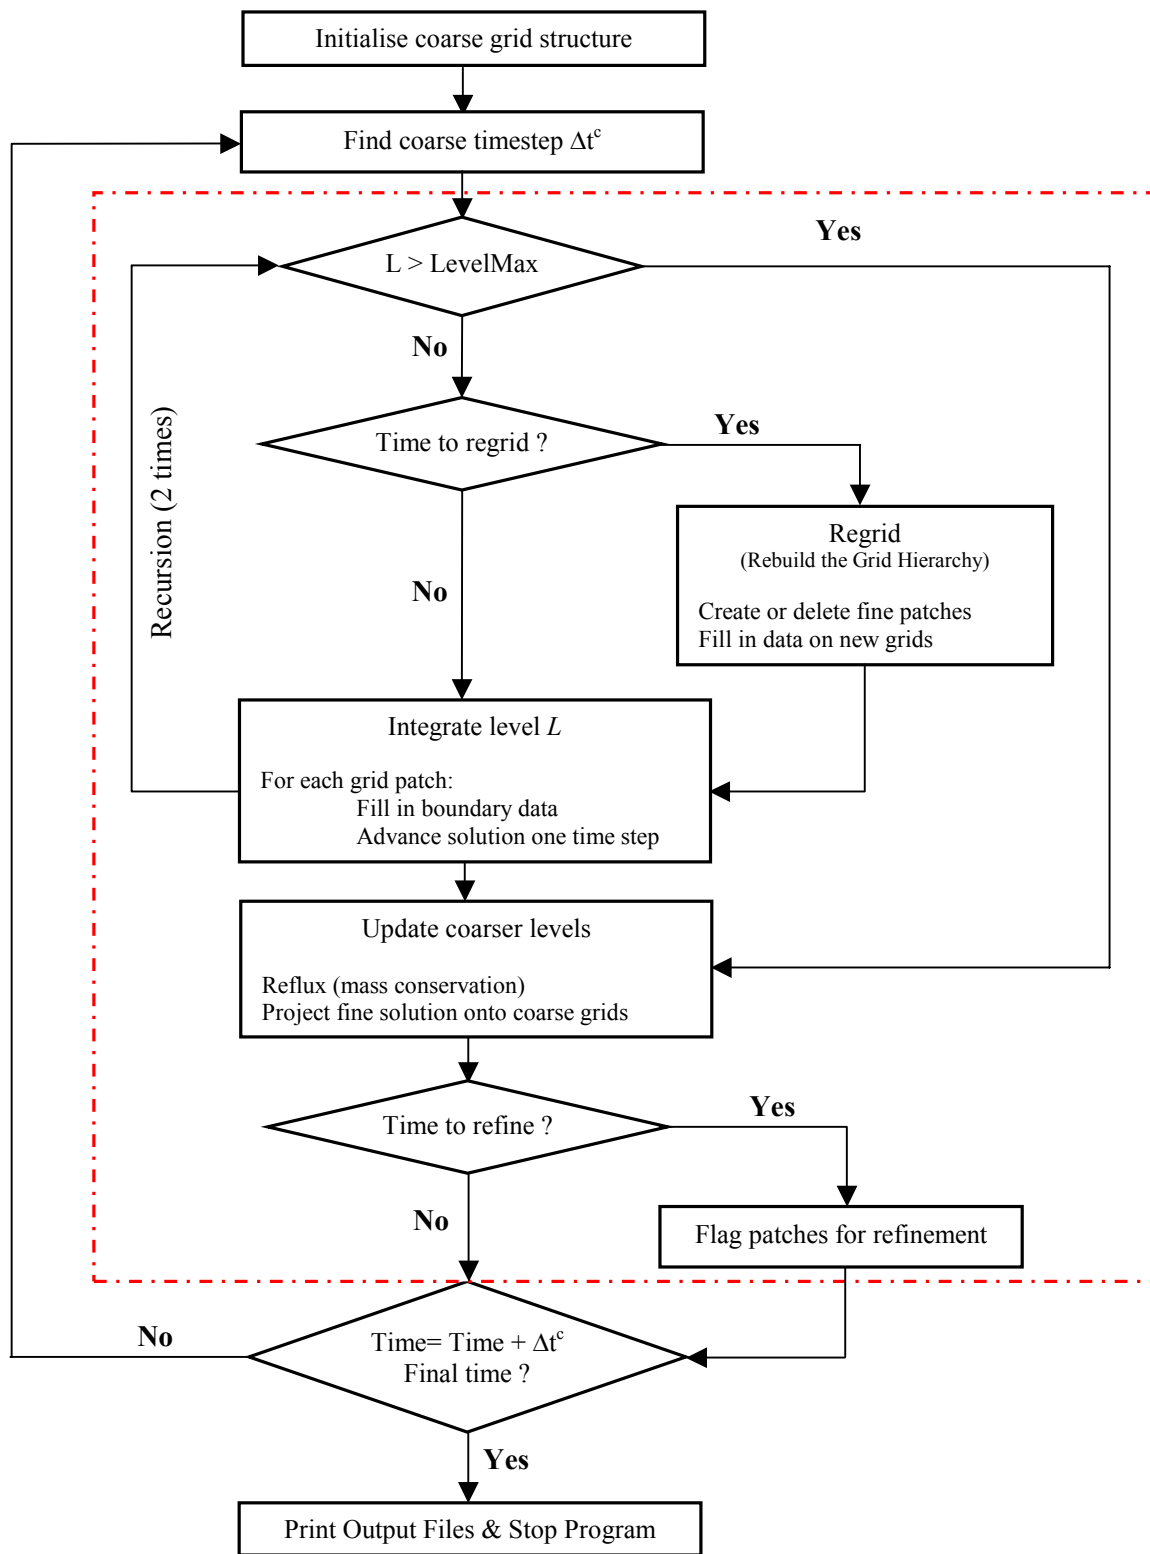 Initialise coarse grid structure
Find coarse timestep Δtᶜ
Yes
L > LevelMax
No
Time to regrid ?
Yes
Recursion (2 times)
Regrid
(Rebuild the Grid Hierarchy)
Create or delete fine patches
Fill in data on new grids
No
Integrate level L
For each grid patch:
Fill in boundary data
Advance solution one time step
Update coarser levels
Reflux (mass conservation)
Project fine solution onto coarse grids
Time to refine ?
Yes
No
Flag patches for refinement
No
Time= Time + Δtᶜ
Final time ?
Yes
Print Output Files & Stop Program